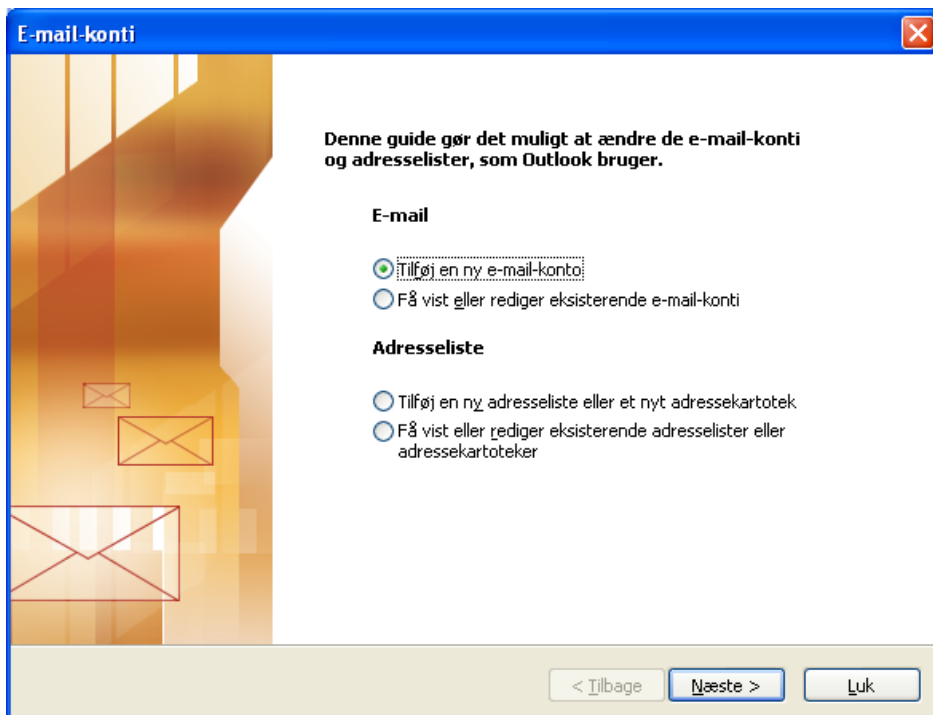 E-mail-konti
Denne guide gør det muligt at ændre de e-mail-konti
og adresselister, som Outlook bruger.
E-mail
Tilføj en ny e-mail-konto
Få vist eller rediger eksisterende e-mail-konti
Adresseliste
Tilføj en ny adresseliste eller et nyt adressekartotek
Få vist eller rediger eksisterende adresselister eller
adressekartoteker
< Tilbage
Næste >
Luk